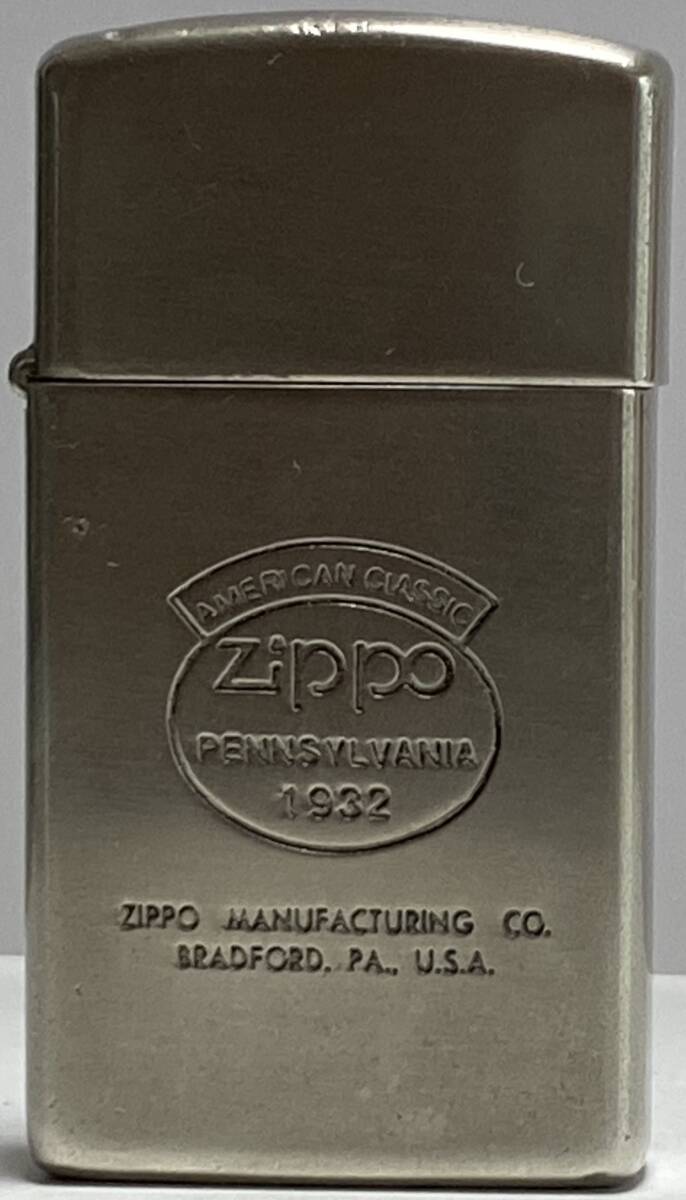 AMERICAN CLASSIC
Zippo
PENNSYLVANIA
1932
ZIPPO MANUFACTURING CO.
BRADFORD, PA., U.S.A.